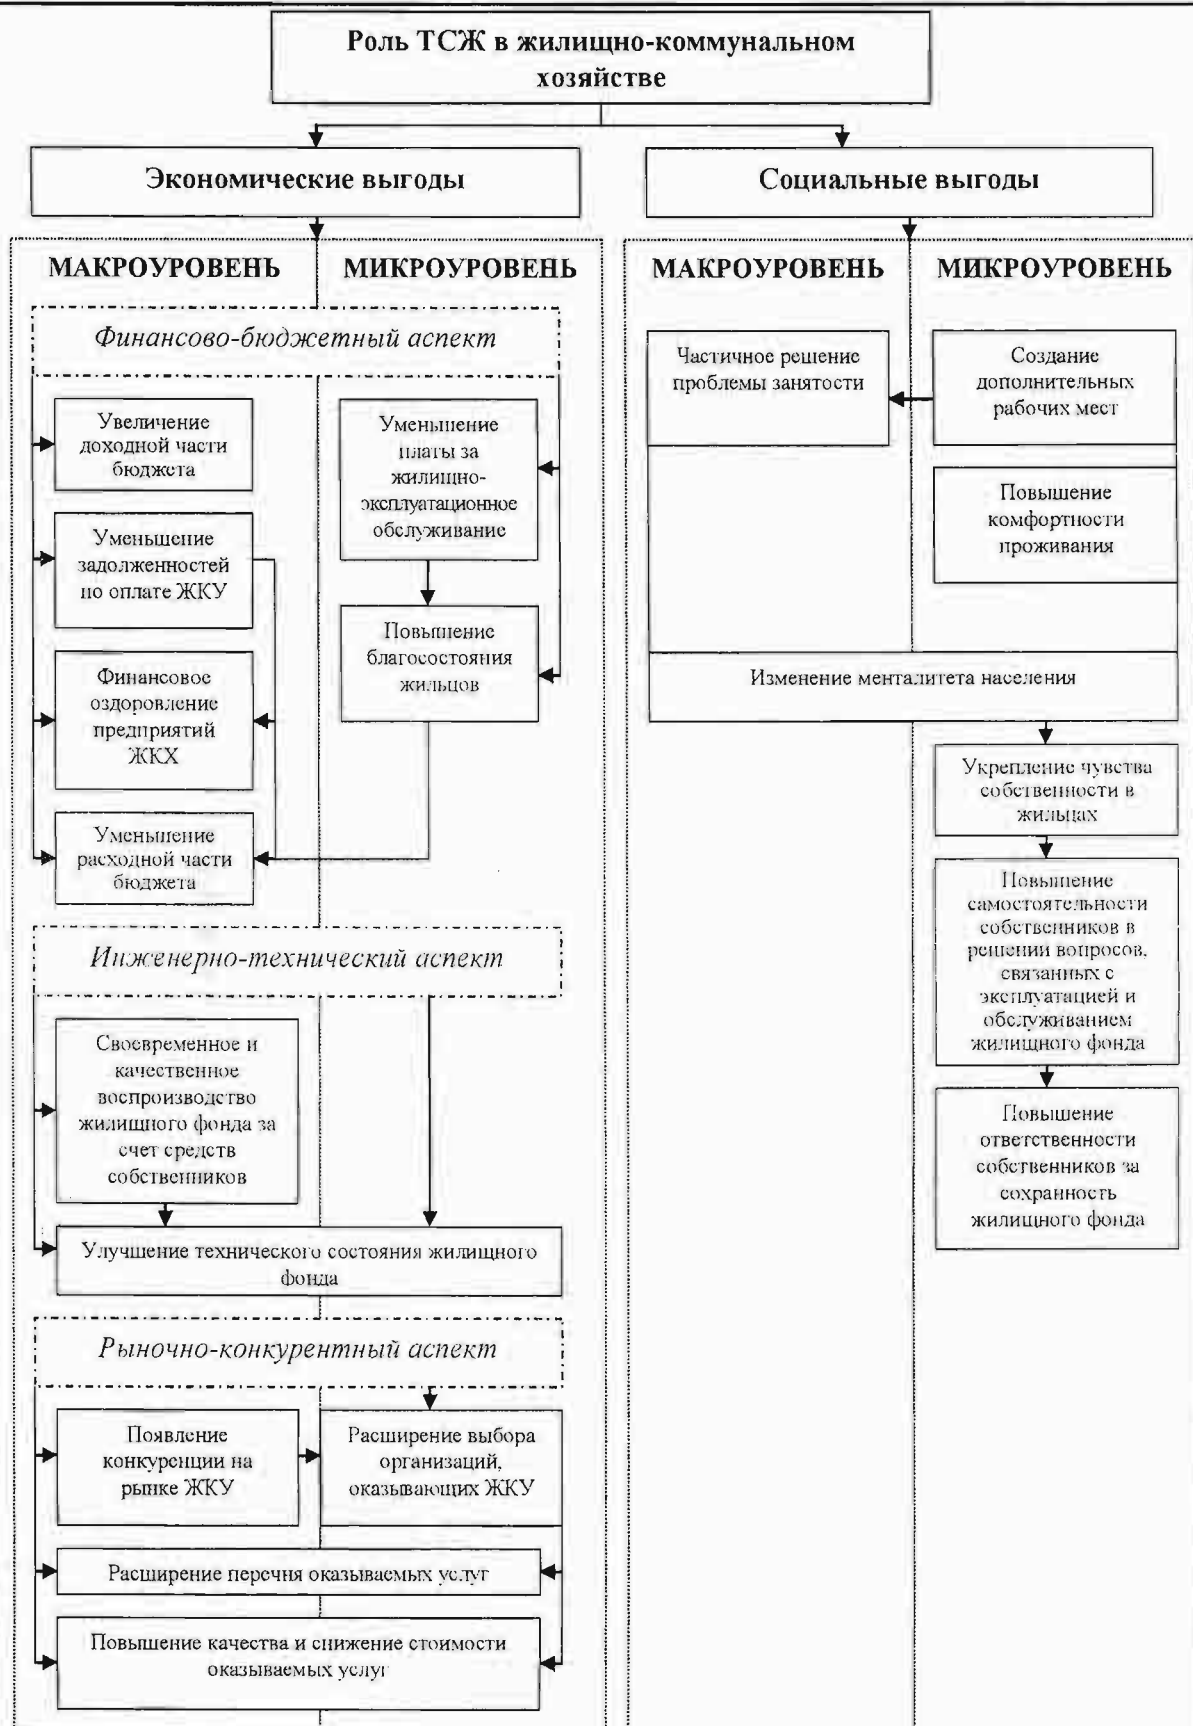 Роль ТСЖ в жилищно-коммунальном
хозяйстве
Экономические выгоды
МАКРОУРОВЕНЬ
МИКРОУРОВЕНЬ
Финансово-бюджетный аспект
Увеличение
доходной части
бюджета
Уменьшение
задолженностей
по оплате ЖКУ
Финансовое
оздоровление
предприятий
ЖКХ
Уменьшение
расходной части
бюджета
Уменьшение
платы за
жилищно-
эксплуатационное
обслуживание
Повышение
благосостояния
жильцов
Инженерно-технический аспект
Своевременное и
качественное
воспроизводство
жилищного фонда за
счет средств
собственников
Улучшение технического состояния жилищного
фонда
Рыночно-конкурентный аспект
Появление
конкуренции на
рынке ЖКУ
Расширение выбора
организаций,
оказывающих ЖКУ
Расширение перечня оказываемых услуг
Повышение качества и снижение стоимости
оказываемых услуг
Социальные выгоды
МАКРОУРОВЕНЬ
МИКРОУРОВЕНЬ
Частичное решение
проблемы занятости
Создание
дополнительных
рабочих мест
Повышение
комфортности
проживания
Изменение менталитета населения
Укрепление чувства
собственности в
жильцах
Повышение
самостоятельности
собственников в
решении вопросов,
связанных с
эксплуатацией и
обслуживанием
жилищного фонда
Повышение
ответственности
собственников за
сохранность
жилищного фонда